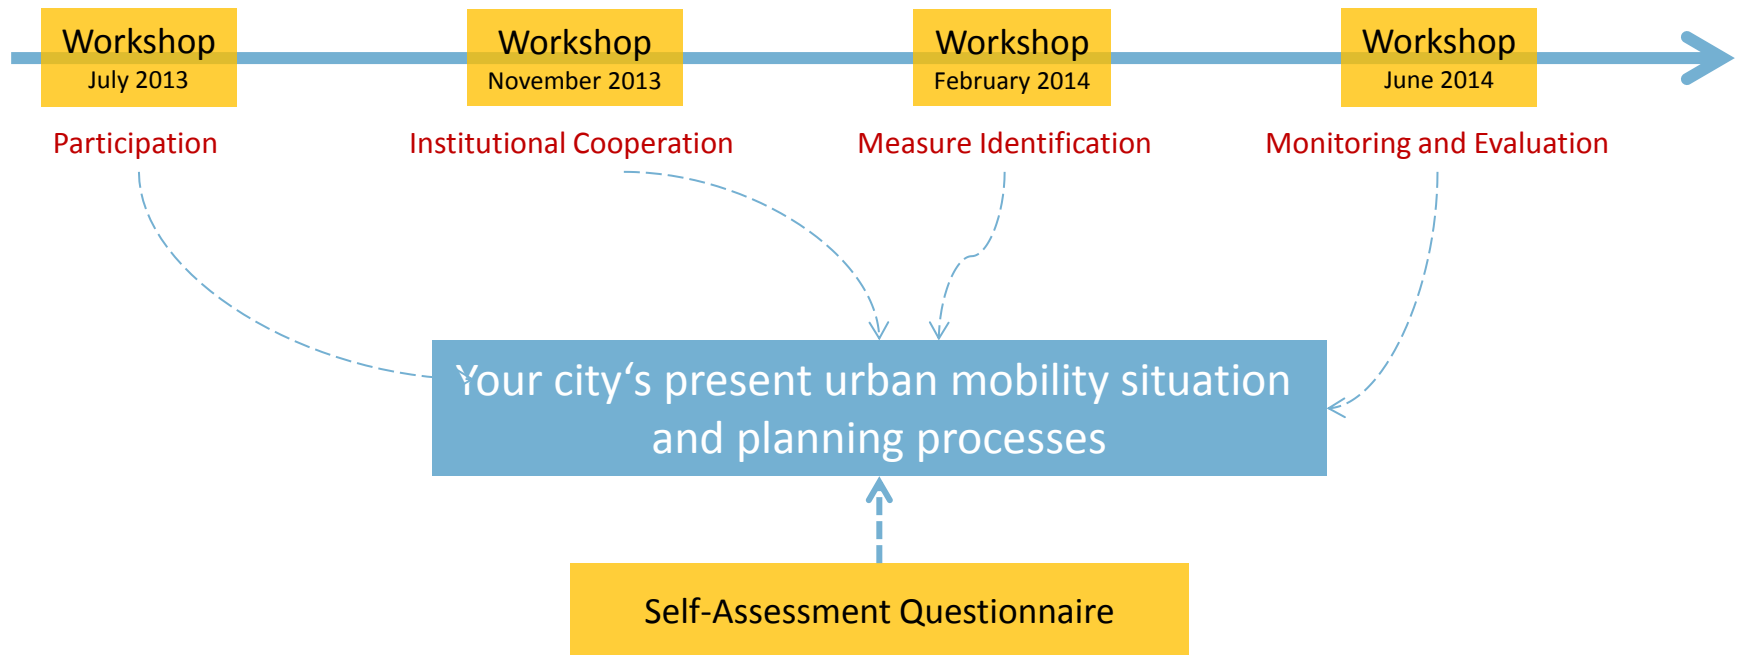 Workshop
July 2013
Workshop
November 2013
Workshop
February 2014
Workshop
June 2014
Participation
Institutional Cooperation
Measure Identification
Monitoring and Evaluation
Your city‘s present urban mobility situation
and planning processes
Self-Assessment Questionnaire